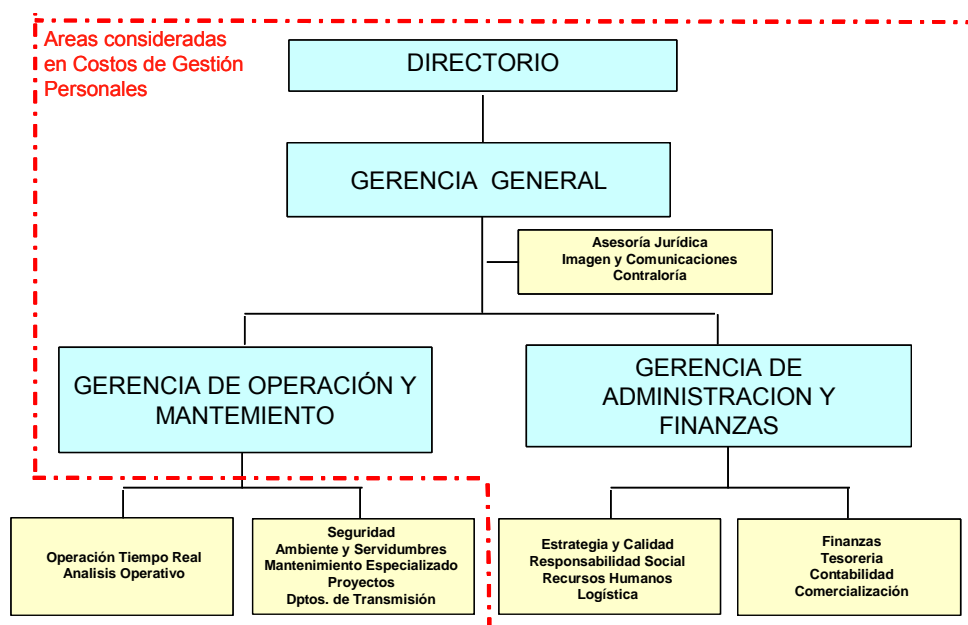 Areas consideradas
en Costos de Gestión
Personales
DIRECTORIO
GERENCIA GENERAL
Asesoría Jurídica
Imagen y Comunicaciones
Contraloría
GERENCIA DE OPERACIÓN Y
MANTEMIENTO
GERENCIA DE
ADMINISTRACION Y
FINANZAS
Operación Tiempo Real
Analisis Operativo
Seguridad
Ambiente y Servidumbres
Mantenimiento Especializado
Proyectos
Dptos. de Transmisión
Estrategia y Calidad
Responsabilidad Social
Recursos Humanos
Logística
Finanzas
Tesoreria
Contabilidad
Comercialización